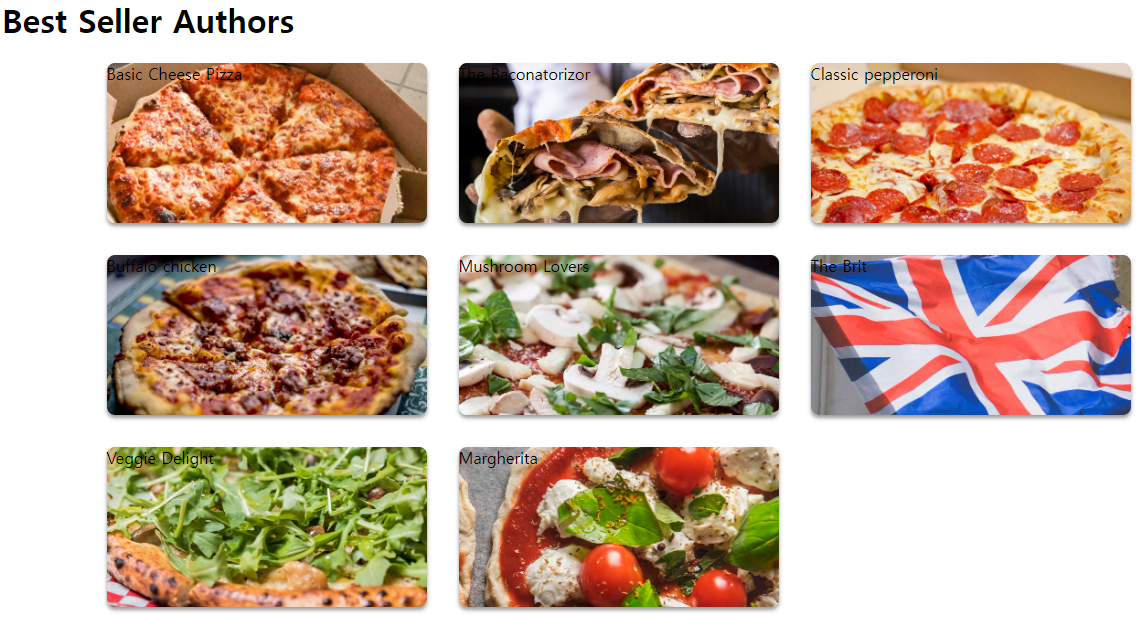 Best Seller Authors
Basic Cheese Pizza
The Baconatorizor
Classic pepperoni
Buffalo chicken
Mushroom Lovers
The Brit
Veggie Delight
Margherita